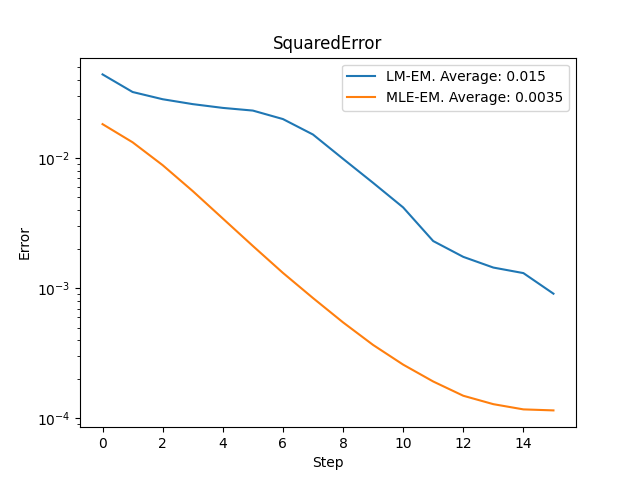 SquaredError
LM-EM. Average: 0.015
MLE-EM. Average: 0.0035
Error
10⁻²
10⁻³
10⁻⁴
0 2 4 6 8 10 12 14
Step